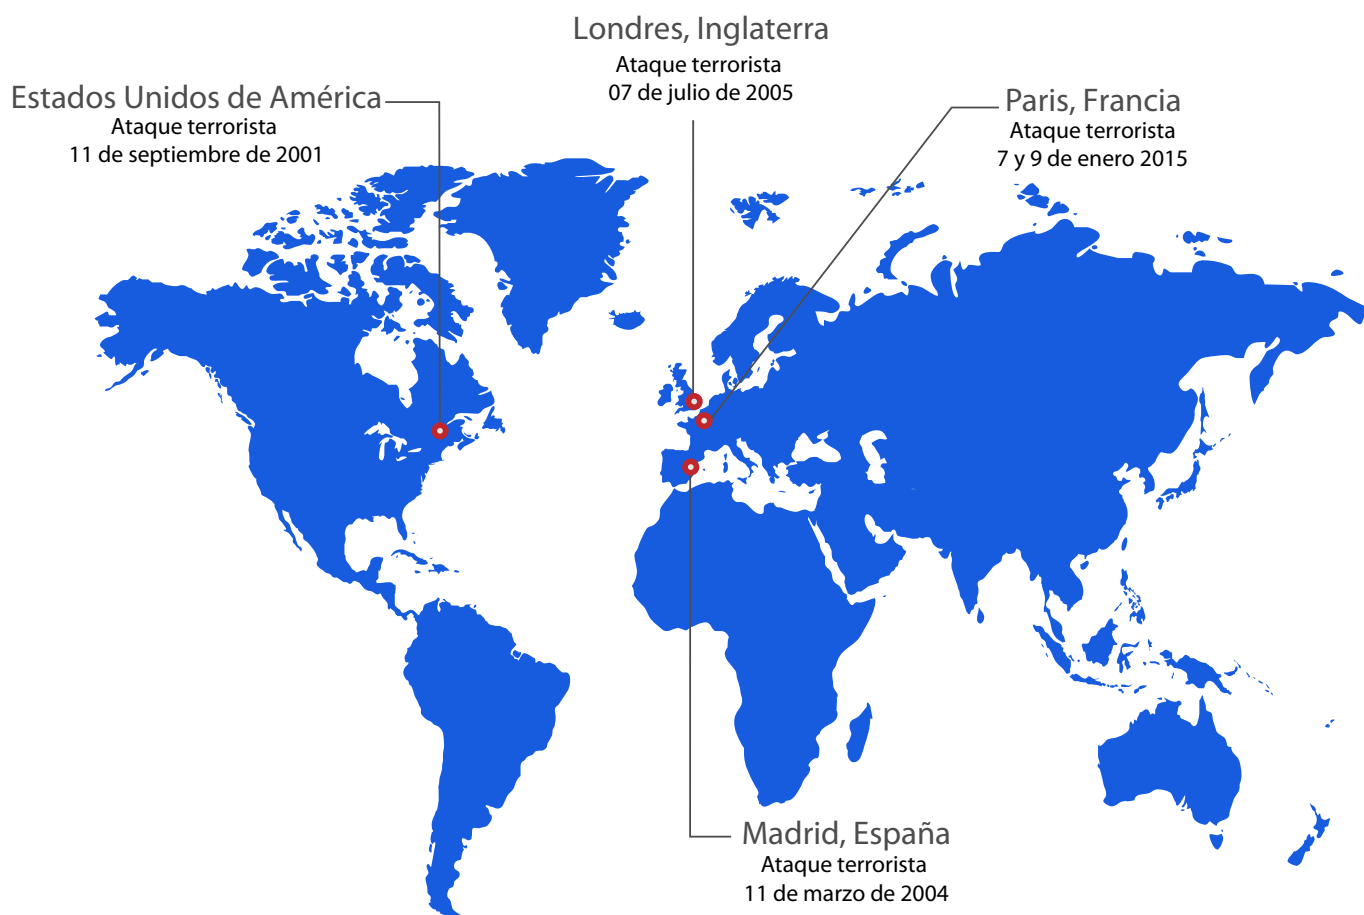 Londres, Inglaterra
Ataque terrorista
07 de julio de 2005
Estados Unidos de América
Ataque terrorista
11 de septiembre de 2001
Paris, Francia
Ataque terrorista
7 y 9 de enero 2015
Madrid, España
Ataque terrorista
11 de marzo de 2004